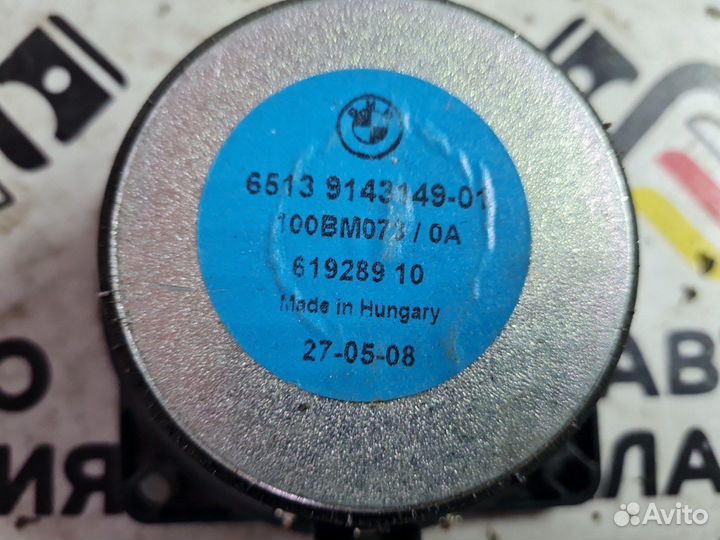 6513 9143149-01
100BM073 / 0A
619289 10
Made in Hungary
27-05-08
Avito